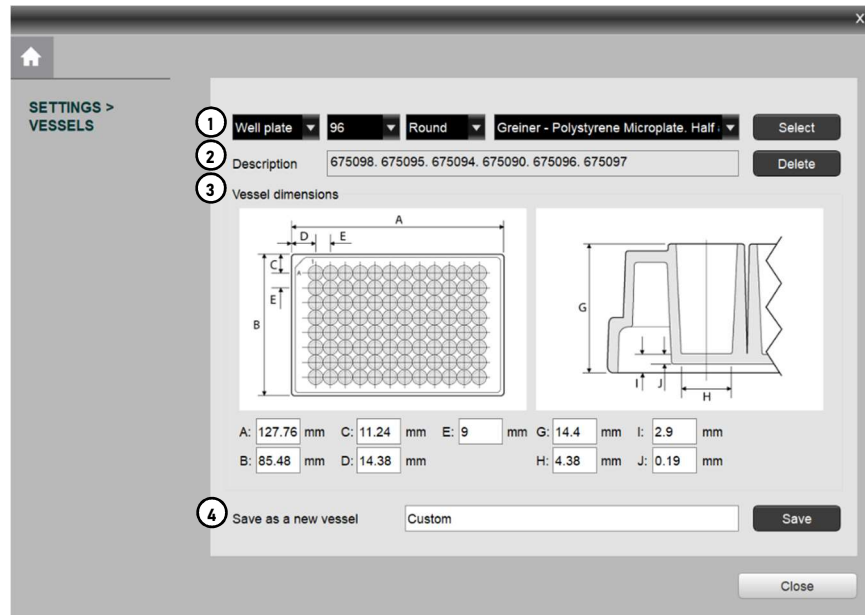 X
SETTINGS >
VESSELS
1 Well plate 96 Round Greiner - Polystyrene Microplate. Half Select
2 Description 675098. 675095. 675094. 675090. 675096. 675097 Delete
3 Vessel dimensions
A
D E
C
E
B
1
A
G
I J
H
A: 127.76 mm C: 11.24 mm E: 9 mm G: 14.4 mm I: 2.9 mm
B: 85.48 mm D: 14.38 mm H: 4.38 mm J: 0.19 mm
4 Save as a new vessel Custom Save
Close